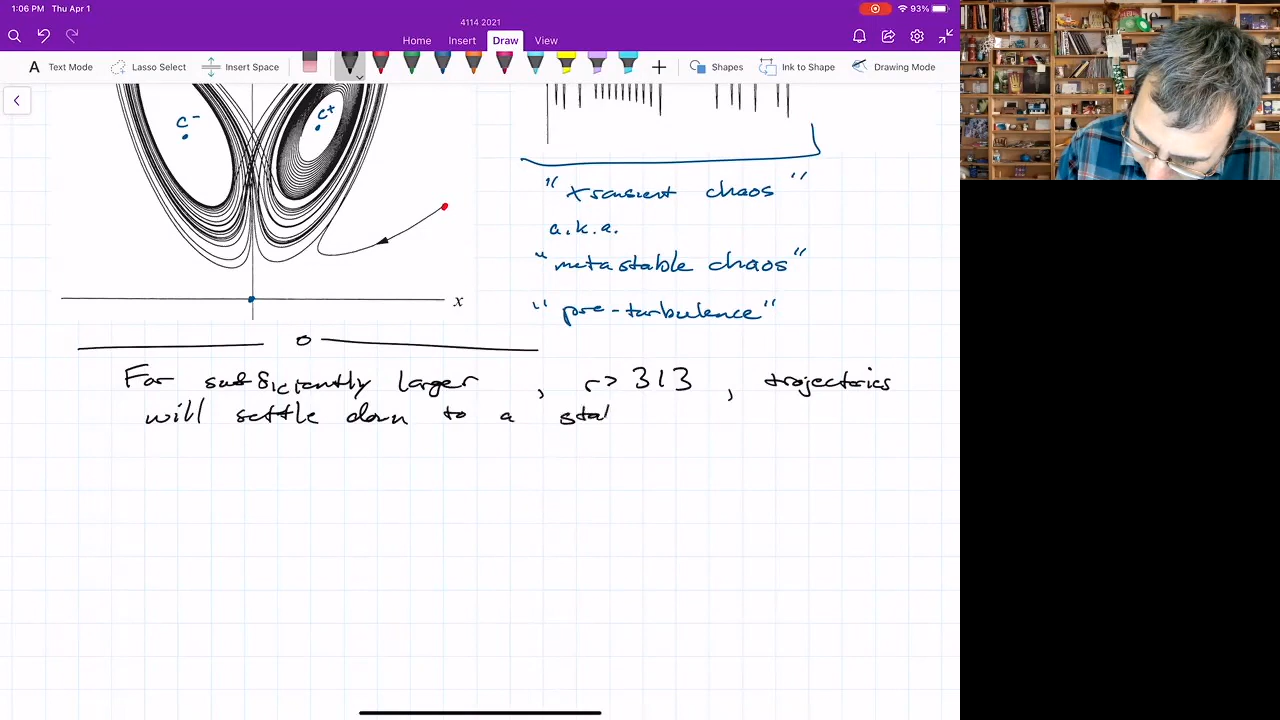 1:06 PM Thu Apr 1
93%
4114 2021
Home Insert Draw View
Text Mode Lasso Select Insert Space Shapes Ink to Shape Drawing Mode
c-
c+
x
"transient chaos"
a.k.a.
"metastable chaos"
"pre-turbulence"
For sufficiently larger , r> 313 , trojectories
will settle down to a stal